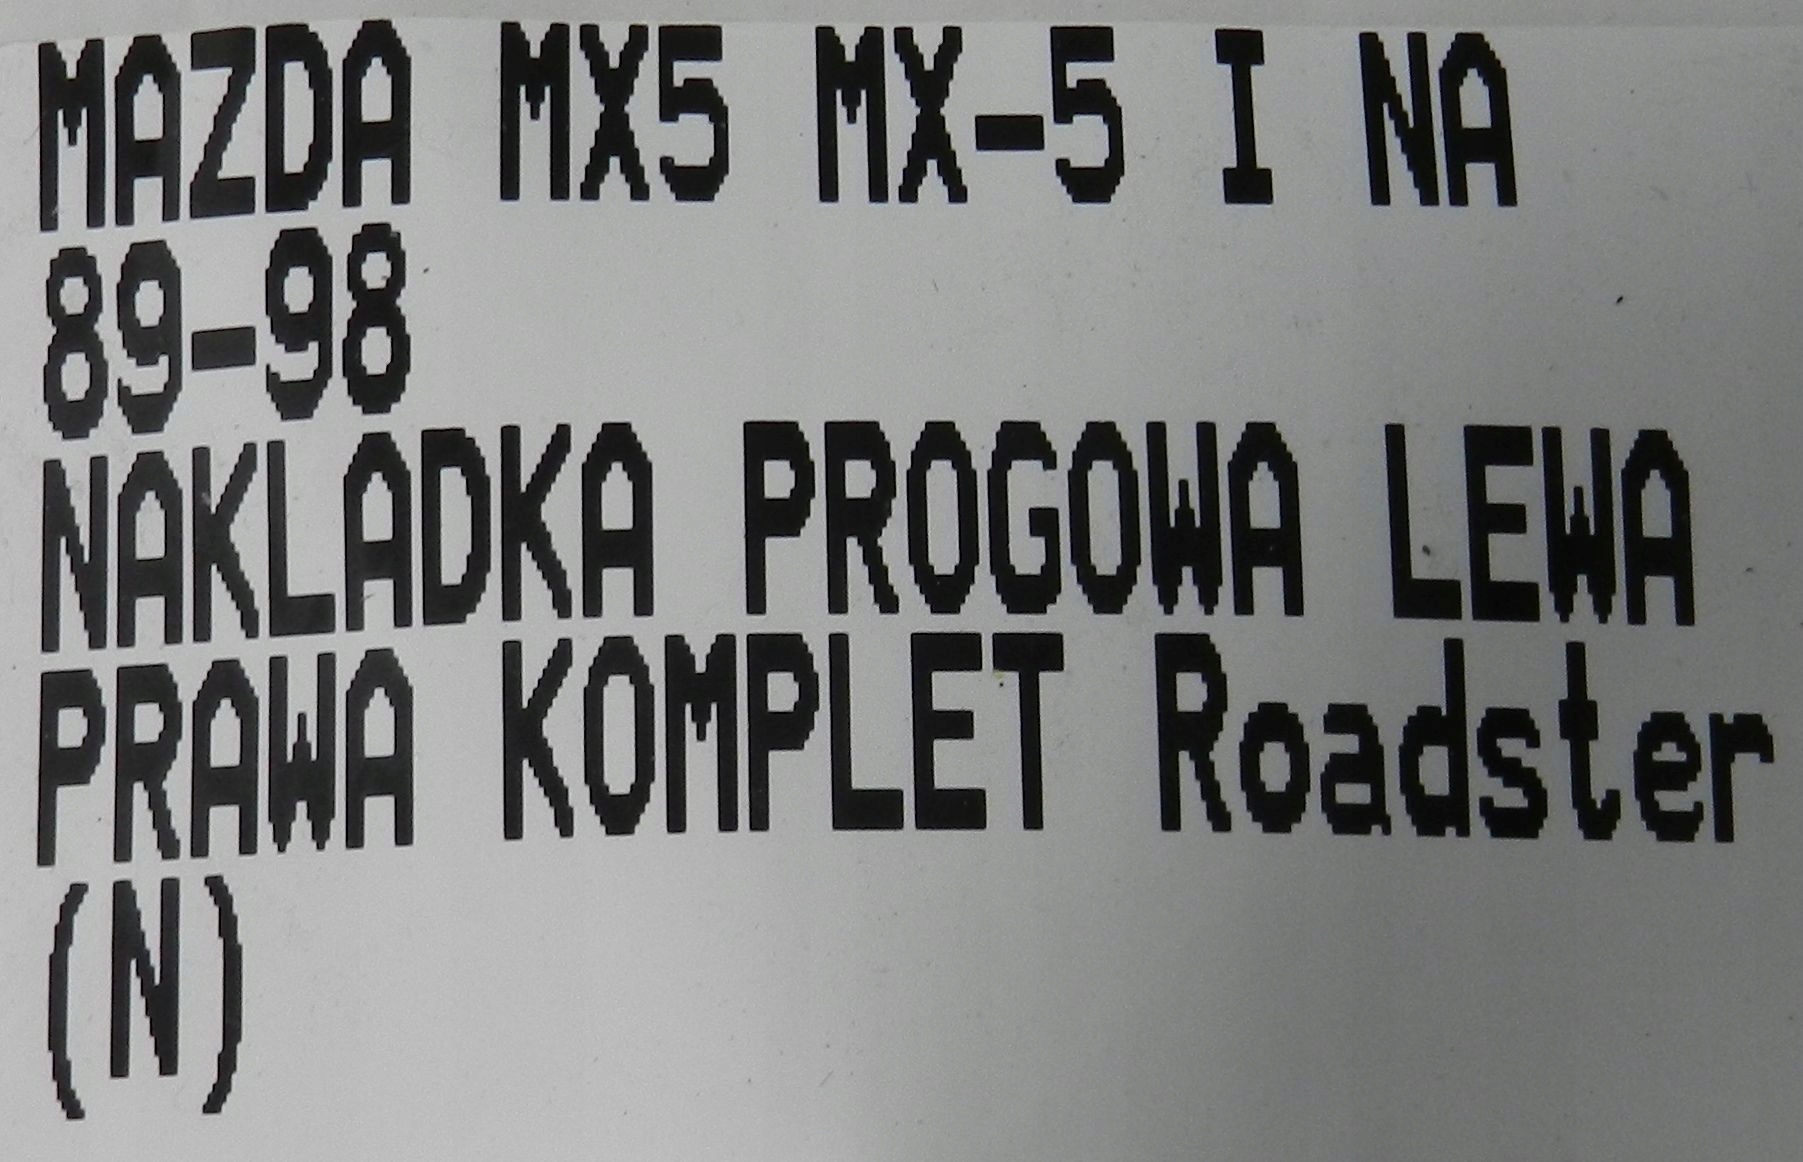 MAZDA MX5 MX-5 I NA
89-98
NAKLADKA PROGOWA LEWA
PRAWA KOMPLET Roadster
(N)